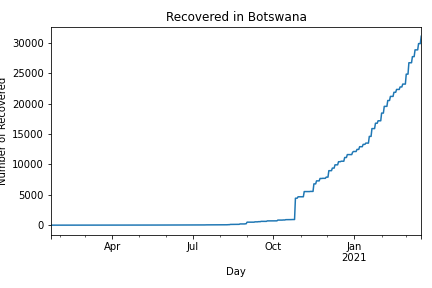 Recovered in Botswana
30000
25000
20000
15000
10000
5000
0
Number of Recovered
Apr
Jul
Oct
Jan
2021
Day